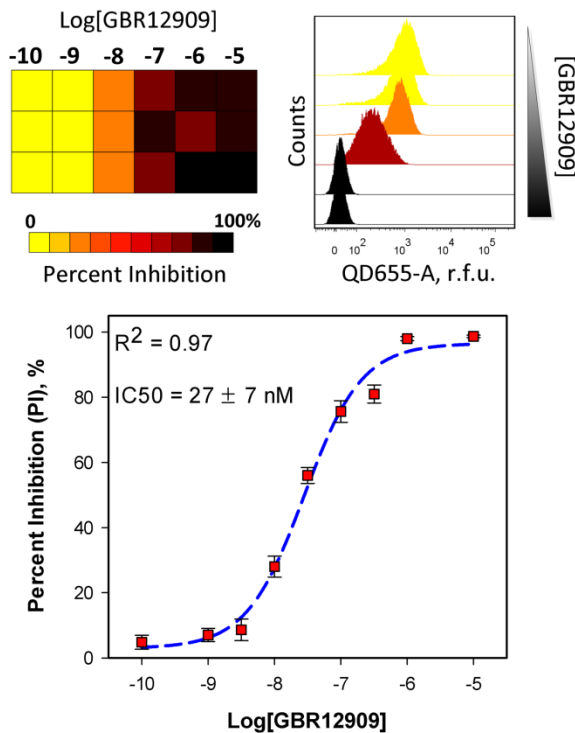 Log[GBR12909]
-10 -9 -8 -7 -6 -5
0 100%
Percent Inhibition
Counts
[GBR12909]
0 10² 10³ 10⁴ 10⁵
QD655-A, r.f.u.
R² = 0.97
IC50 = 27 ± 7 nM
Percent Inhibition (PI), %
100
80
60
40
20
0
-10 -9 -8 -7 -6 -5
Log[GBR12909]